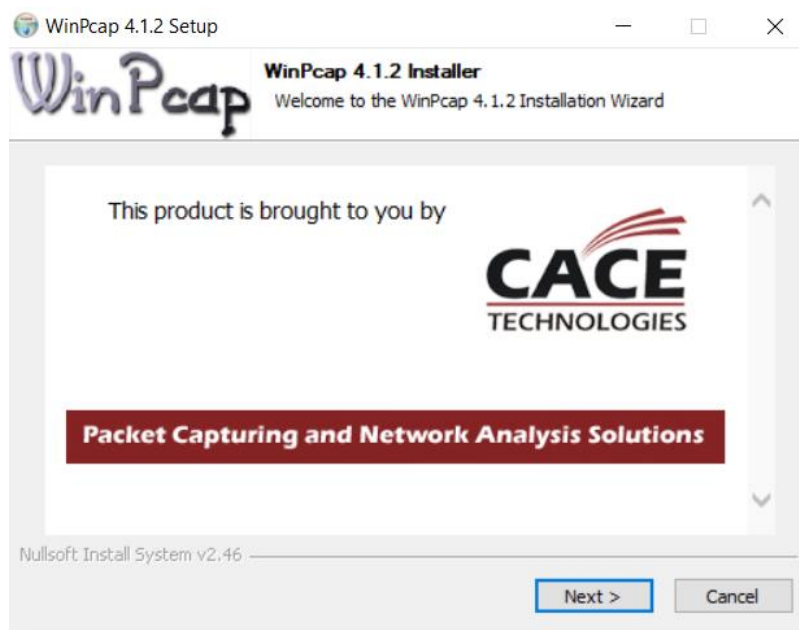 WinPcap 4.1.2 Setup
WinPcap
WinPcap 4.1.2 Installer
Welcome to the WinPcap 4.1.2 Installation Wizard
This product is brought to you by
CACE
TECHNOLOGIES
Packet Capturing and Network Analysis Solutions
Nullsoft Install System v2.46
Next >
Cancel